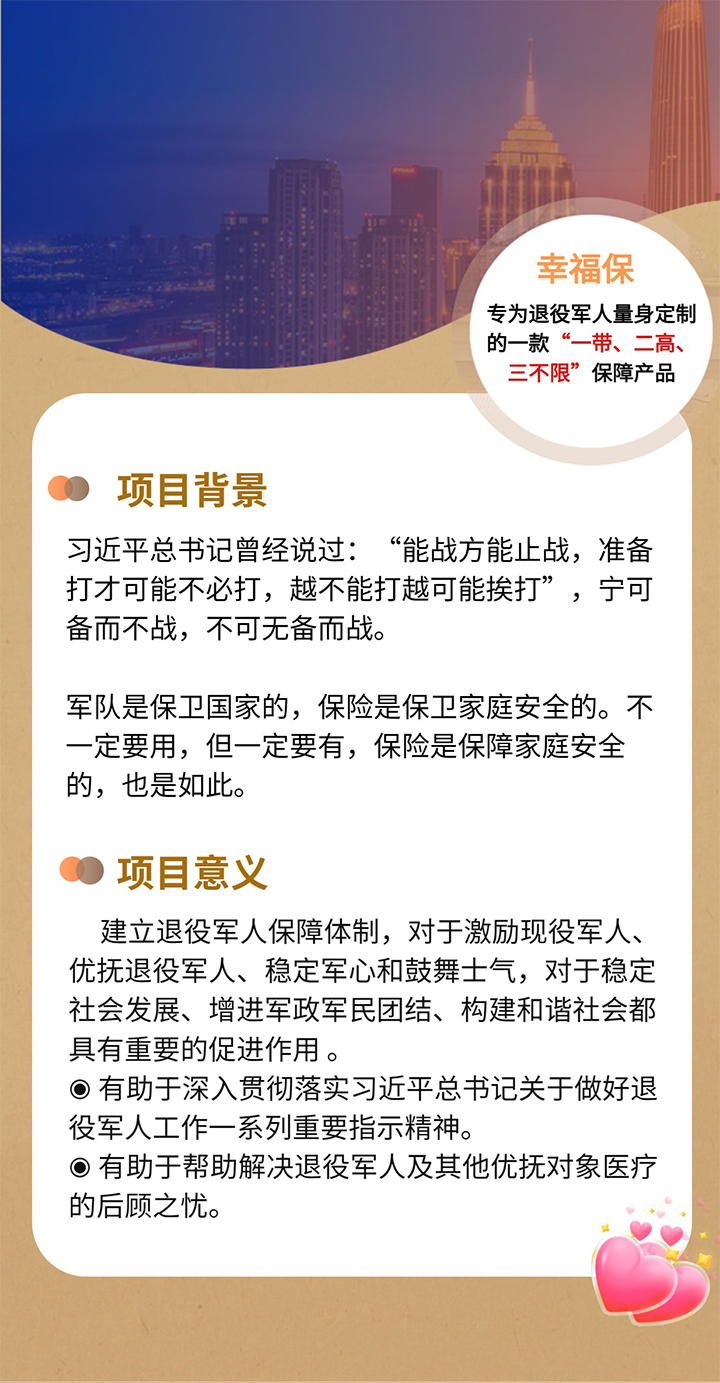 幸福保
专为退役军人量身定制
的一款“一带、二高、
三不限”保障产品
项目背景
习近平总书记曾经说过：“能战方能止战，准备
打才可能不必打，越不能打越可能挨打”，宁可
备而不战，不可无备而战。
军队是保卫国家的，保险是保卫家庭安全的。不
一定要用，但一定要有，保险是保障家庭安全
的，也是如此。
项目意义
建立退役军人保障体制，对于激励现役军人、
优抚退役军人、稳定军心和鼓舞士气，对于稳定
社会发展、增进军政军民团结、构建和谐社会都
具有重要的促进作用 。
◉ 有助于深入贯彻落实习近平总书记关于做好退
役军人工作一系列重要指示精神。
◉ 有助于帮助解决退役军人及其他优抚对象医疗
的后顾之忧。